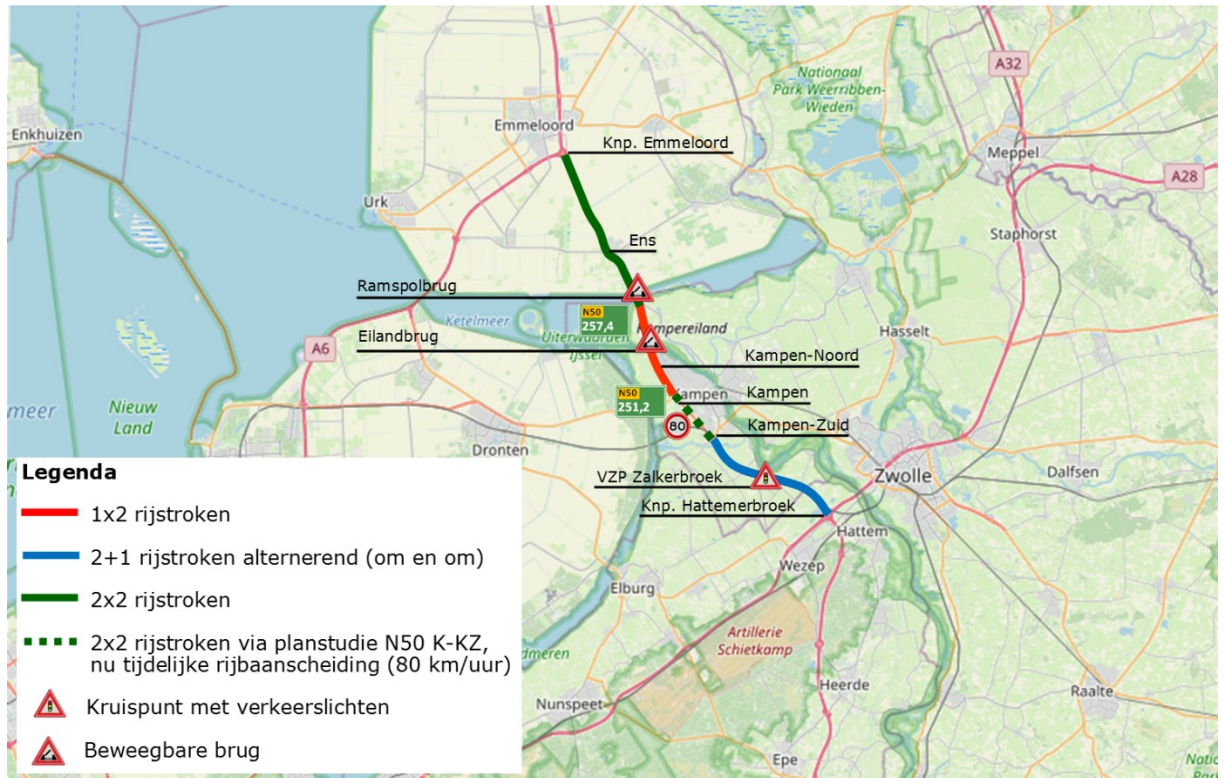 A32
Nationaal
Park Weerribben-
Wieden
Enkhuizen
Emmeloord
Knp. Emmeloord
Meppel
A28
Urk
Staphorst
Ens
Ramspolbrug
N50
257,4
Ketelmeer
Kampereiland
Hasselt
Eilandbrug
Uiterwaarden
IJssel
A6
Kampen-Noord
Nieuw
Land
N50
251,2
Kampen
Kampen
80
Kampen-Zuid
Dronten
Legenda
VZP Zalkerbroek
Zwolle
Dalfsen
Knp. Hattemerbroek
1x2 rijstroken
Hattem
2+1 rijstroken alternerend (om en om)
Wezep
Elburg
2x2 rijstroken
2x2 rijstroken via planstudie N50 K-KZ,
nu tijdelijke rijbaanscheiding (80 km/uur)
Artillerie
Schietkamp
Heerde
Raalte
Kruispunt met verkeerslichten
Nunspeet
Beweegbare brug
Epe